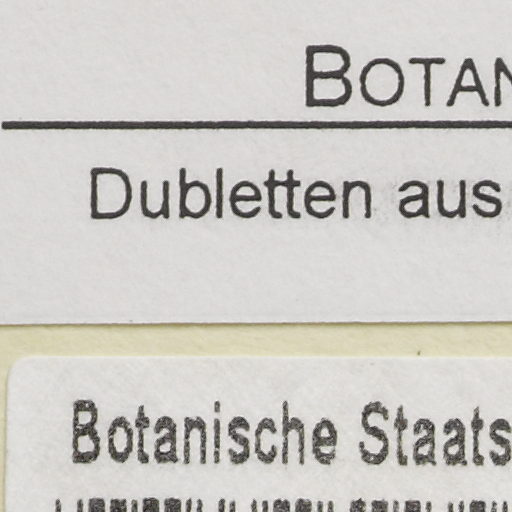 BOTAN
Dubletten aus
Botanische Staats